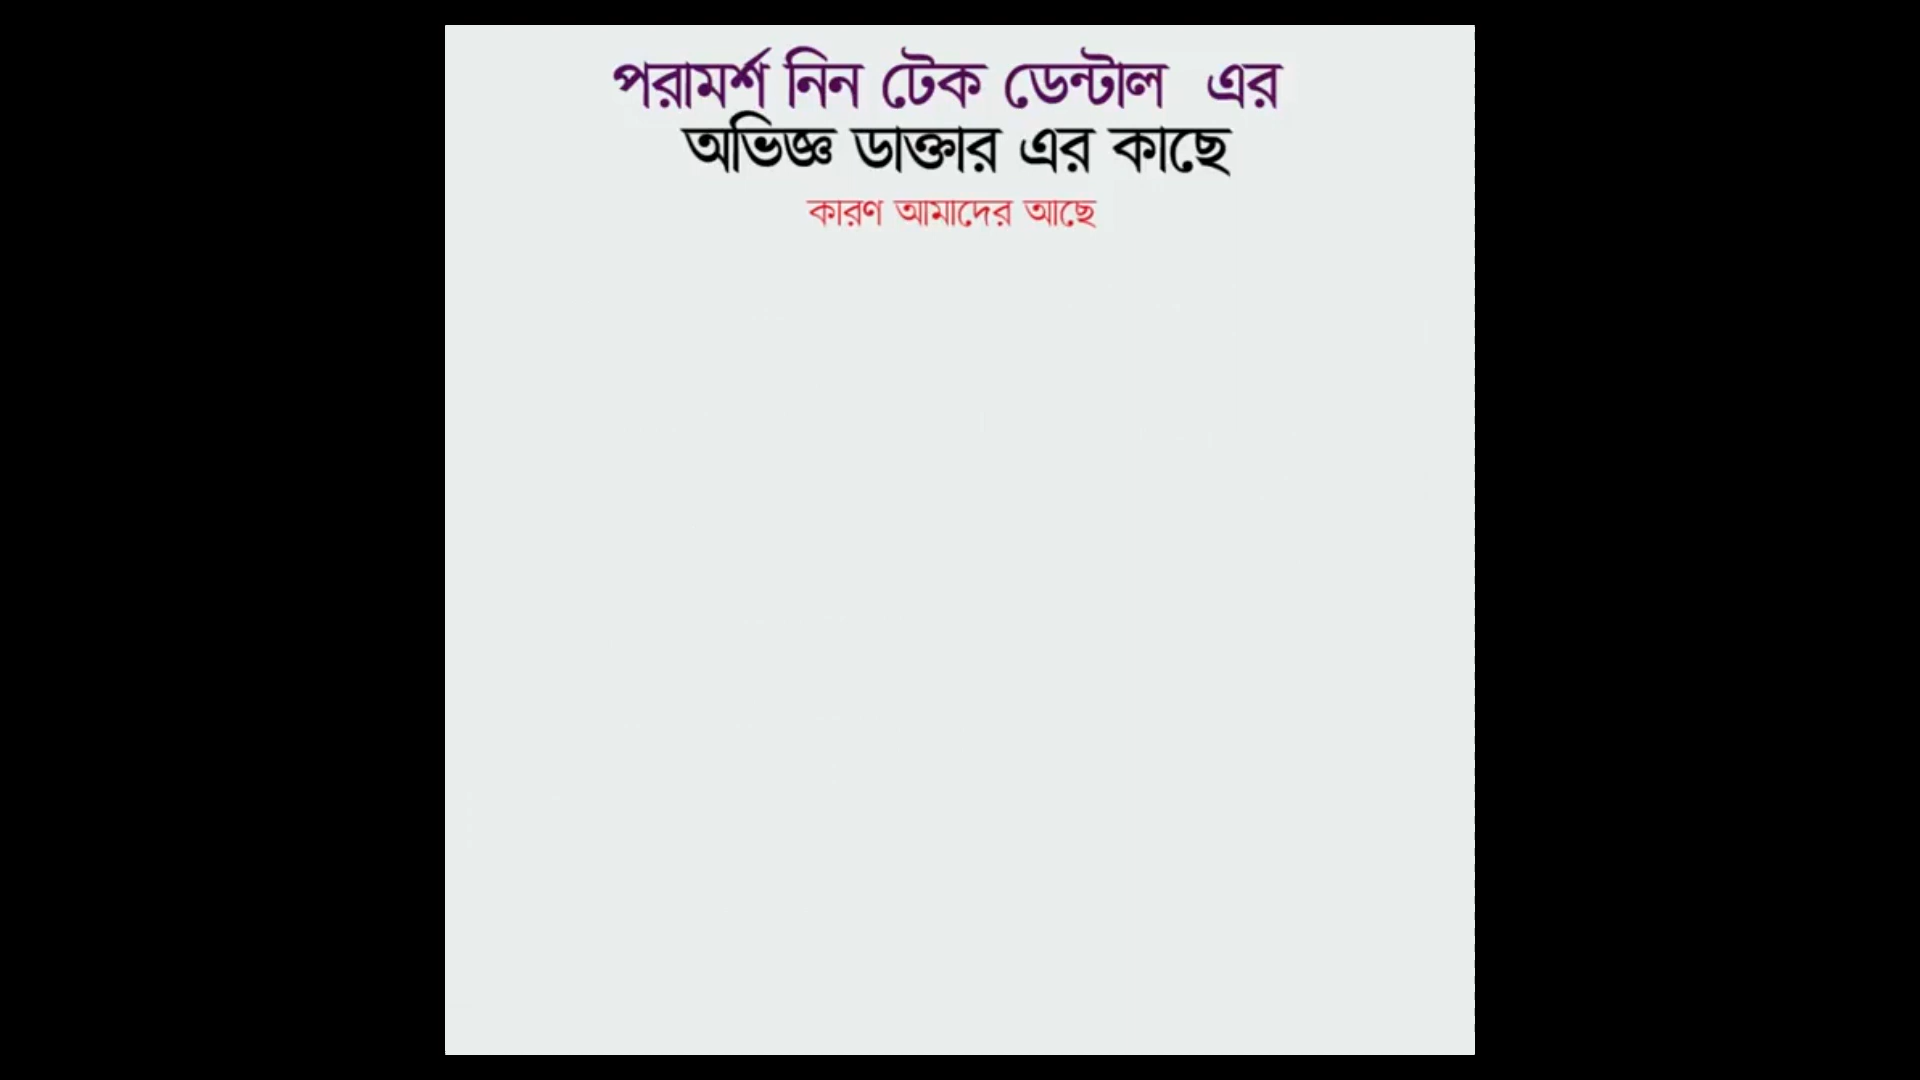 পরামর্শ নিন টেক ডেন্টাল এর
অভিজ্ঞ ডাক্তার এর কাছে
কারণ আমাদের আছে